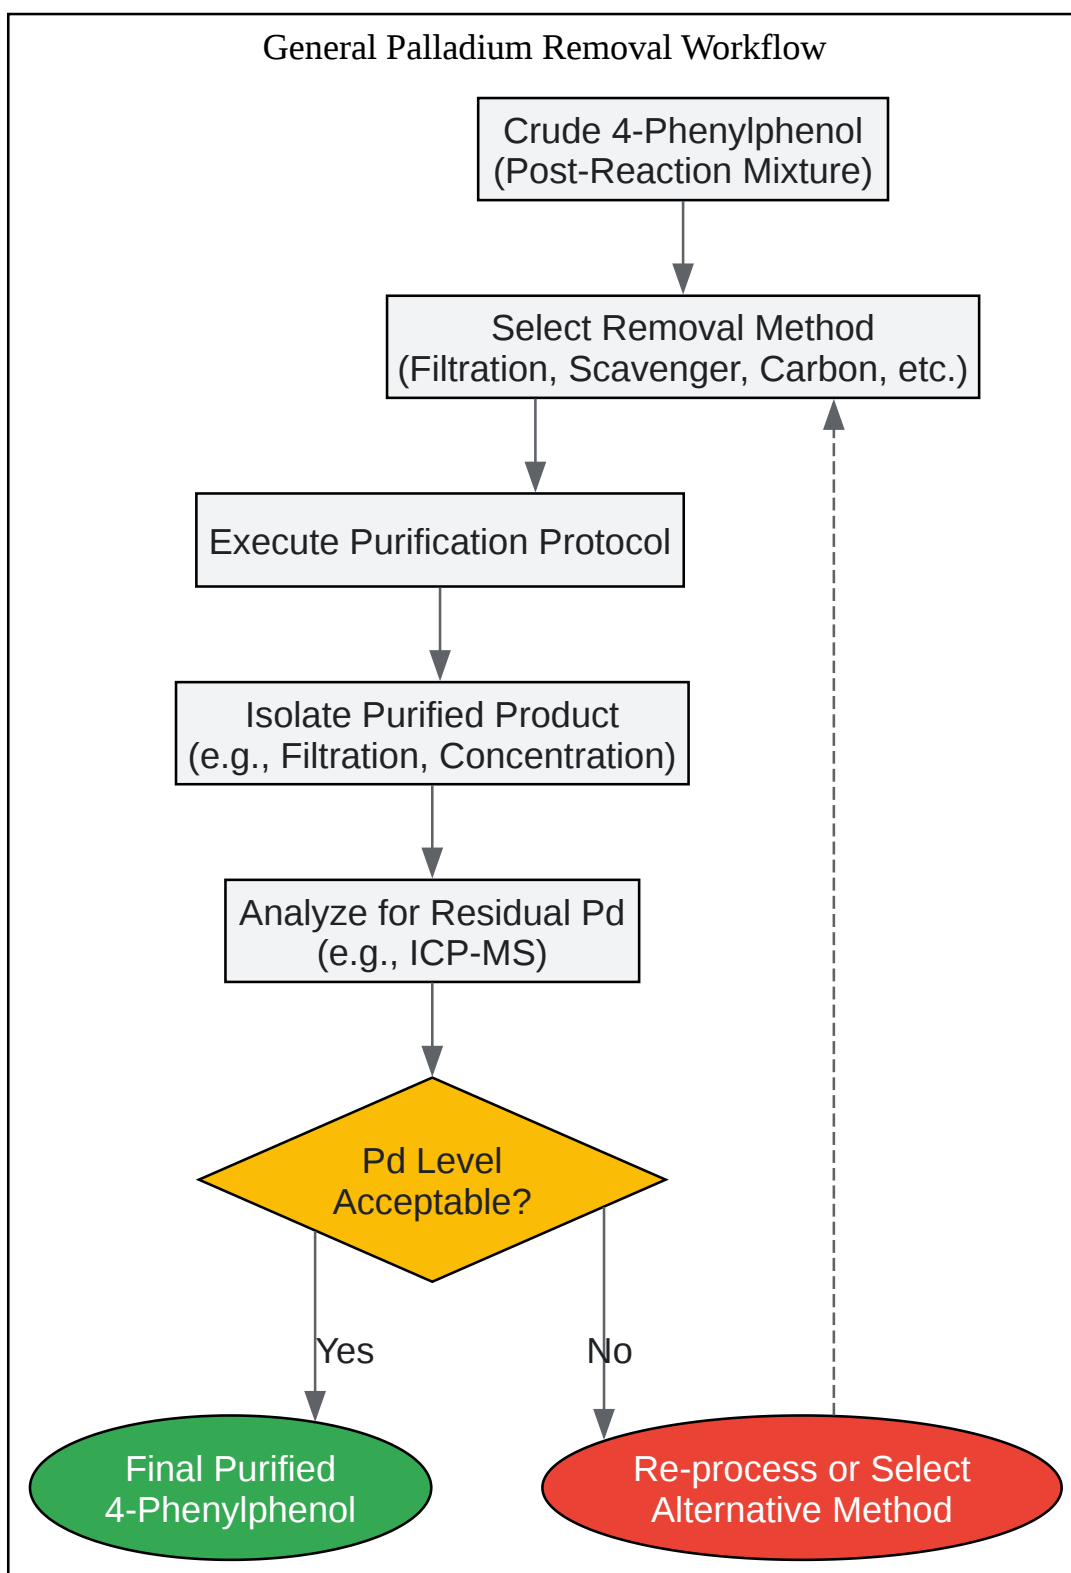 General Palladium Removal Workflow
Crude 4-Phenylphenol
(Post-Reaction Mixture)
Select Removal Method
(Filtration, Scavenger, Carbon, etc.)
Execute Purification Protocol
Isolate Purified Product
(e.g., Filtration, Concentration)
Analyze for Residual Pd
(e.g., ICP-MS)
Pd Level
Acceptable?
Yes
No
Final Purified
4-Phenylphenol
Re-process or Select
Alternative Method